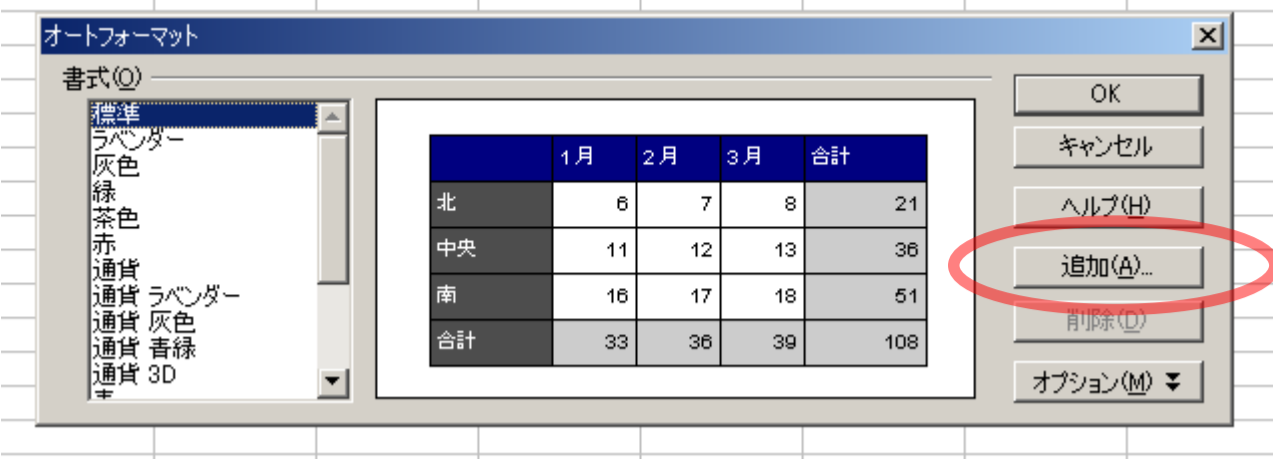 オートフォーマット
書式(O)
標準
ラベンダー
灰色
緑
茶色
赤
通貨
通貨 ラベンダー
通貨 灰色
通貨 青緑
通貨 3D
1月 2月 3月 合計
北 6 7 8 21
中央 11 12 13 36
南 16 17 18 51
合計 33 36 39 108
OK
キャンセル
ヘルプ(H)
追加(A)...
削除(D)
オプション(M)